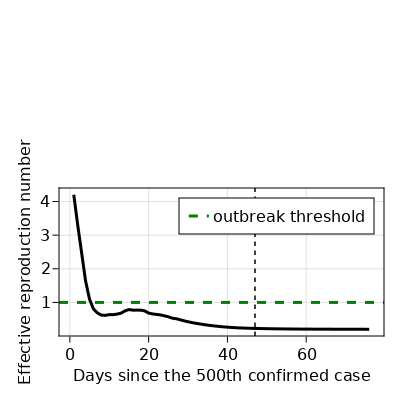 Effective reproduction number
4
3
2
1
outbreak threshold
0 20 40 60
Days since the 500th confirmed case